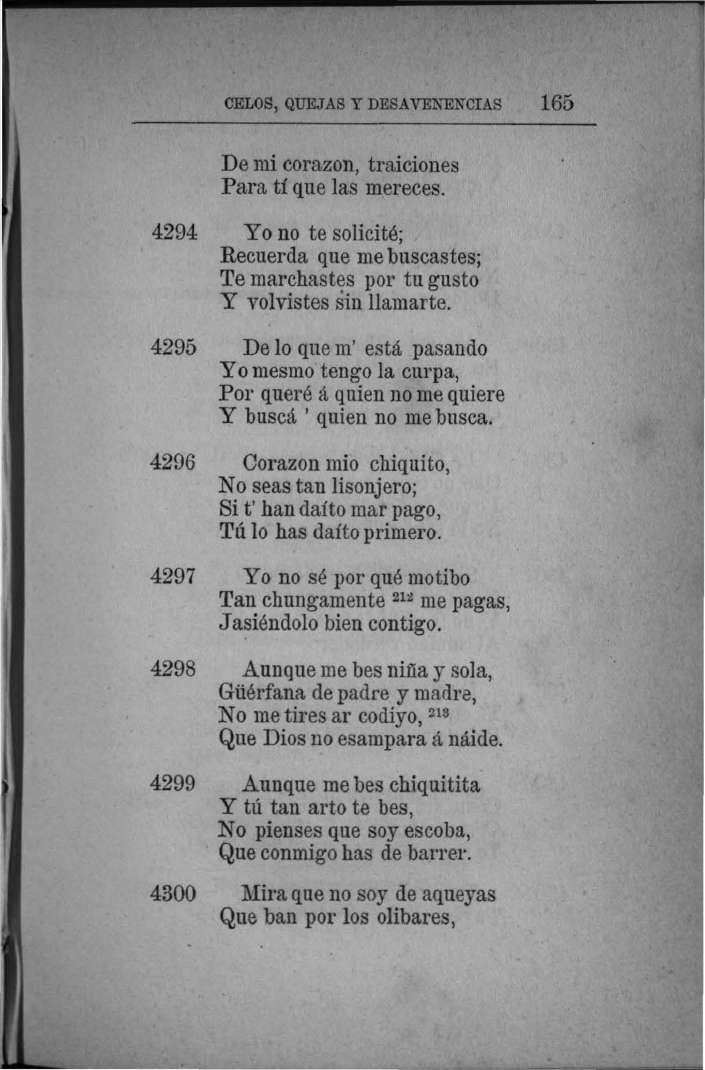 CELOS, QUEJAS Y DESAVENENCIAS 165
De mi corazon, traiciones
Para tí que las mereces.
4294 Yo no te solicité;
Recuerda que me buscastes;
Te marchastes por tu gusto
Y volvistes sin llamarte.
4295 De lo que m' está pasando
Yo mesmo tengo la curpa,
Por queré á quien no me quiere
Y buscá ' quien no me busca.
4296 Corazon mio chiquito,
No seas tan lisonjero;
Si t' han daíto mar pago,
Tú lo has daíto primero.
4297 Yo no sé por qué motibo
Tan chungamente ²¹² me pagas,
Jasiéndolo bien contigo.
4298 Aunque me bes niña y sola,
Güérfana de padre y madre,
No me tires ar codiyo, ²¹³
Que Dios no esampara á náide.
4299 Aunque me bes chiquitita
Y tú tan arto te bes,
No pienses que soy escoba,
Que conmigo has de barrer.
4300 Mira que no soy de aqueyas
Que ban por los olibares,